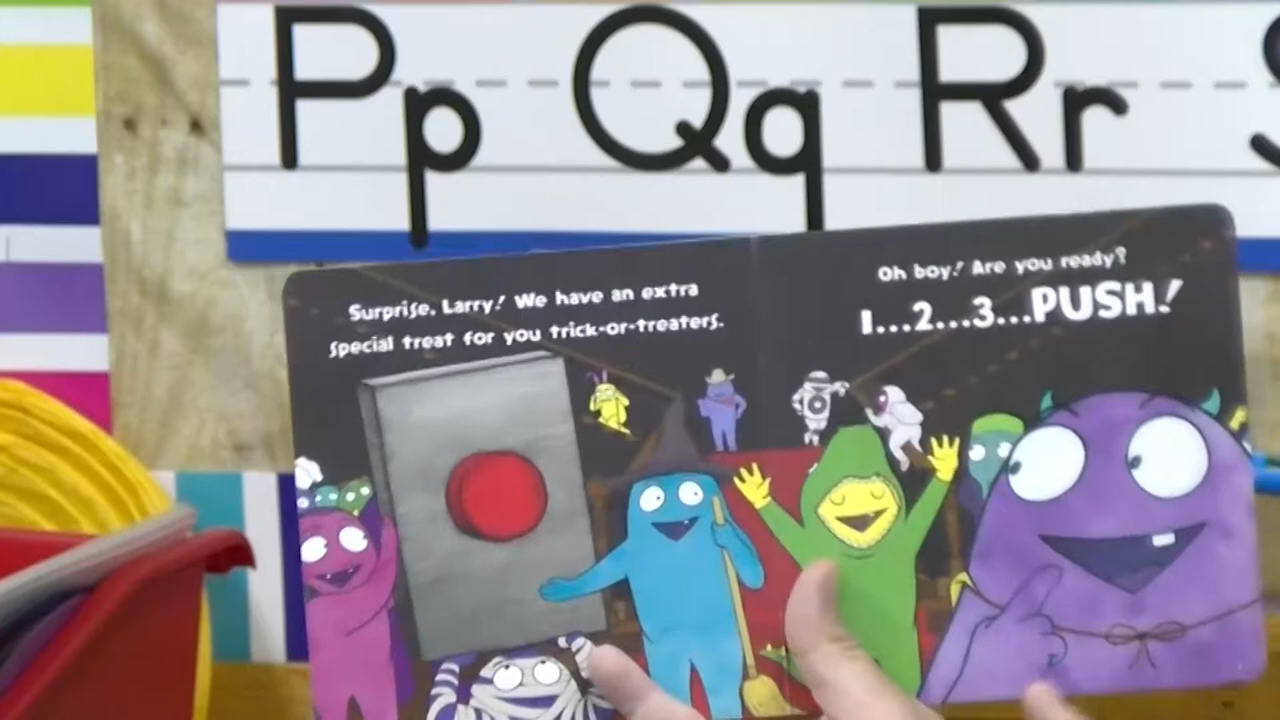 Pp Qq Rr S
Surprise, Larry! We have an extra
special treat for you trick-or-treaters.
Oh boy! Are you ready?
1...2...3...PUSH!